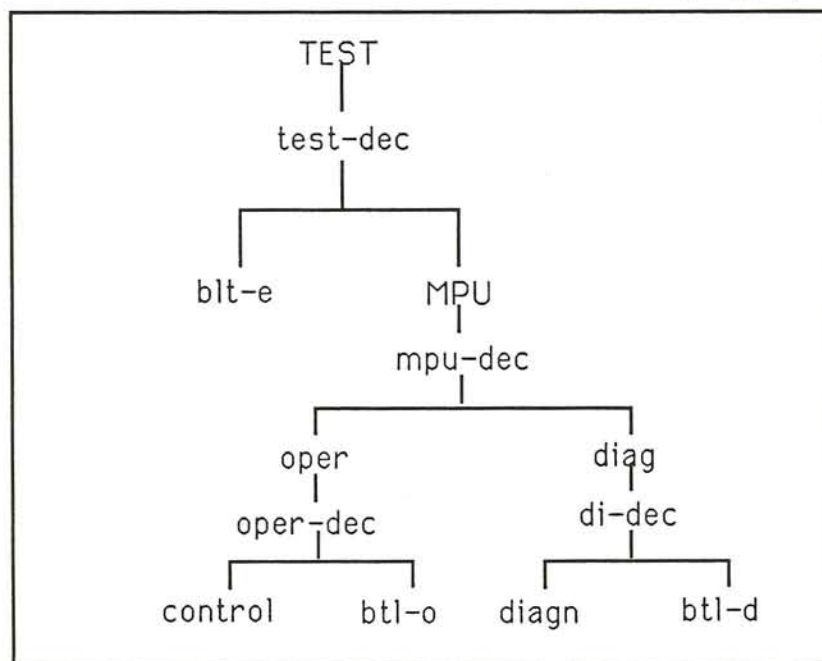 TEST
test-dec
blt-e MPU
mpu-dec
oper diag
oper-dec di-dec
control btl-o diagn btl-d